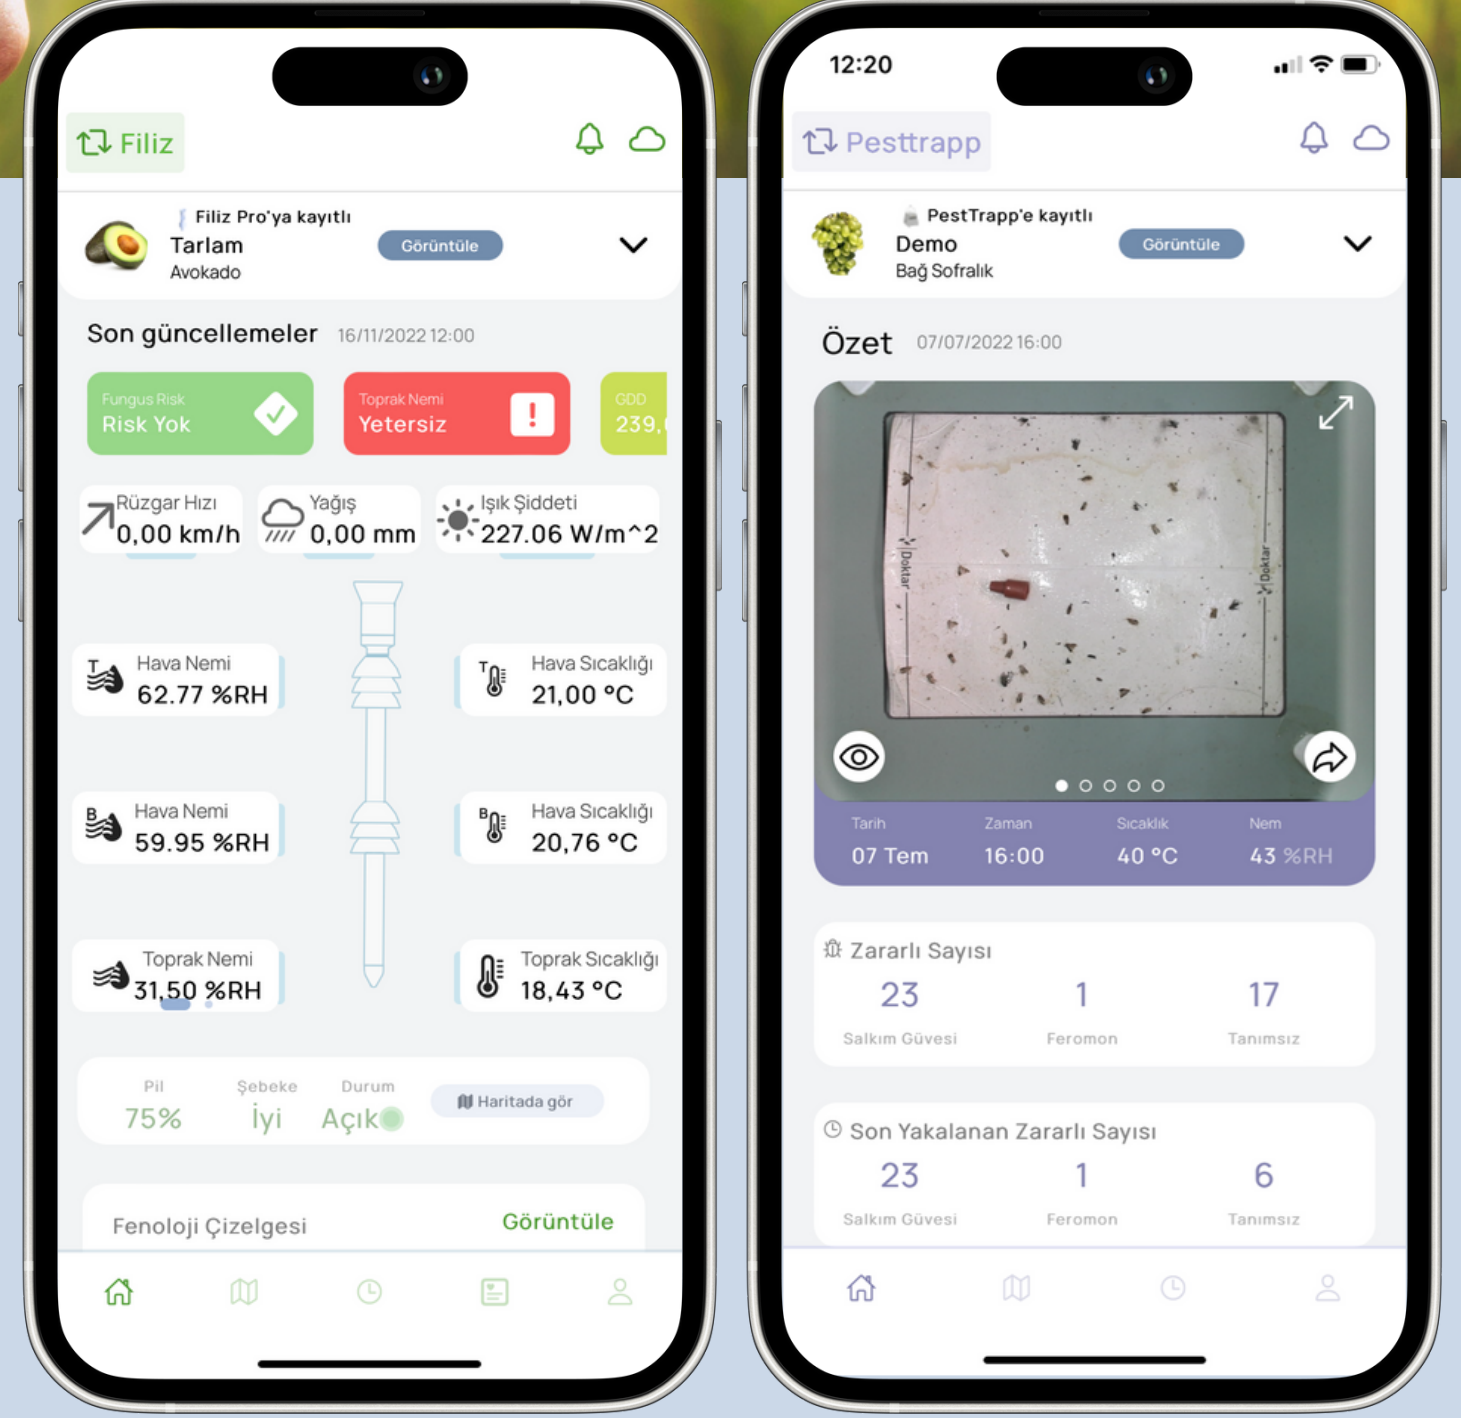 Filiz
Filiz Pro'ya kayıtlı
Tarlam
Avokado
Görüntüle
Son güncellemeler 16/11/2022 12:00
Fungus Risk
Risk Yok
Toprak Nemi
Yetersiz
GDD
239,
Rüzgar Hızı
0,00 km/h
Yağış
0,00 mm
Işık Şiddeti
227.06 W/m^2
T
Hava Nemi
62.77 %RH
T
Hava Sıcaklığı
21,00 °C
B
Hava Nemi
59.95 %RH
B
Hava Sıcaklığı
20,76 °C
Toprak Nemi
31,50 %RH
Toprak Sıcaklığı
18,43 °C
Pil
75%
Şebeke
İyi
Durum
Açık
Haritada gör
Fenoloji Çizelgesi
Görüntüle
12:20
Pesttrapp
PestTrapp'e kayıtlı
Demo
Bağ Sofralık
Görüntüle
Özet 07/07/2022 16:00
Doktar
Doktar
Tarih
07 Tem
Zaman
16:00
Sıcaklık
40 °C
Nem
43 %RH
Zararlı Sayısı
23
Salkım Güvesi
1
Feromon
17
Tanımsız
Son Yakalanan Zararlı Sayısı
23
Salkım Güvesi
1
Feromon
6
Tanımsız